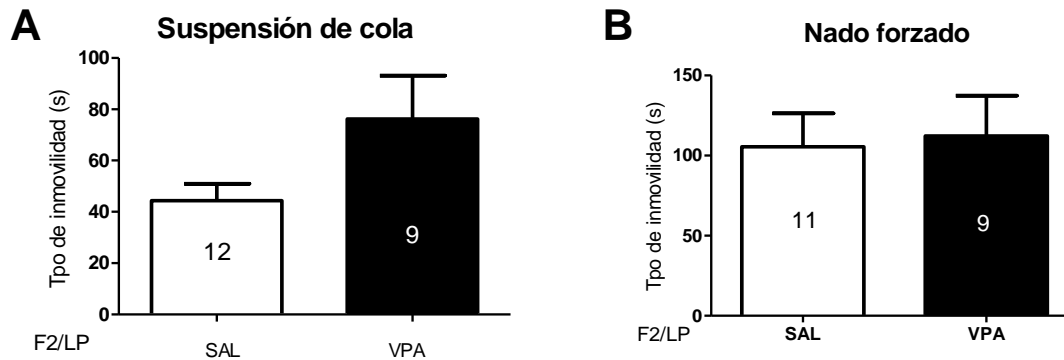 A
Suspensión de cola
Tpo de inmovilidad (s)
100
80
60
40
20
0
12
9
F2/LP
SAL
VPA
B
Nado forzado
Tpo de inmovilidad (s)
150
100
50
0
11
9
F2/LP
SAL
VPA